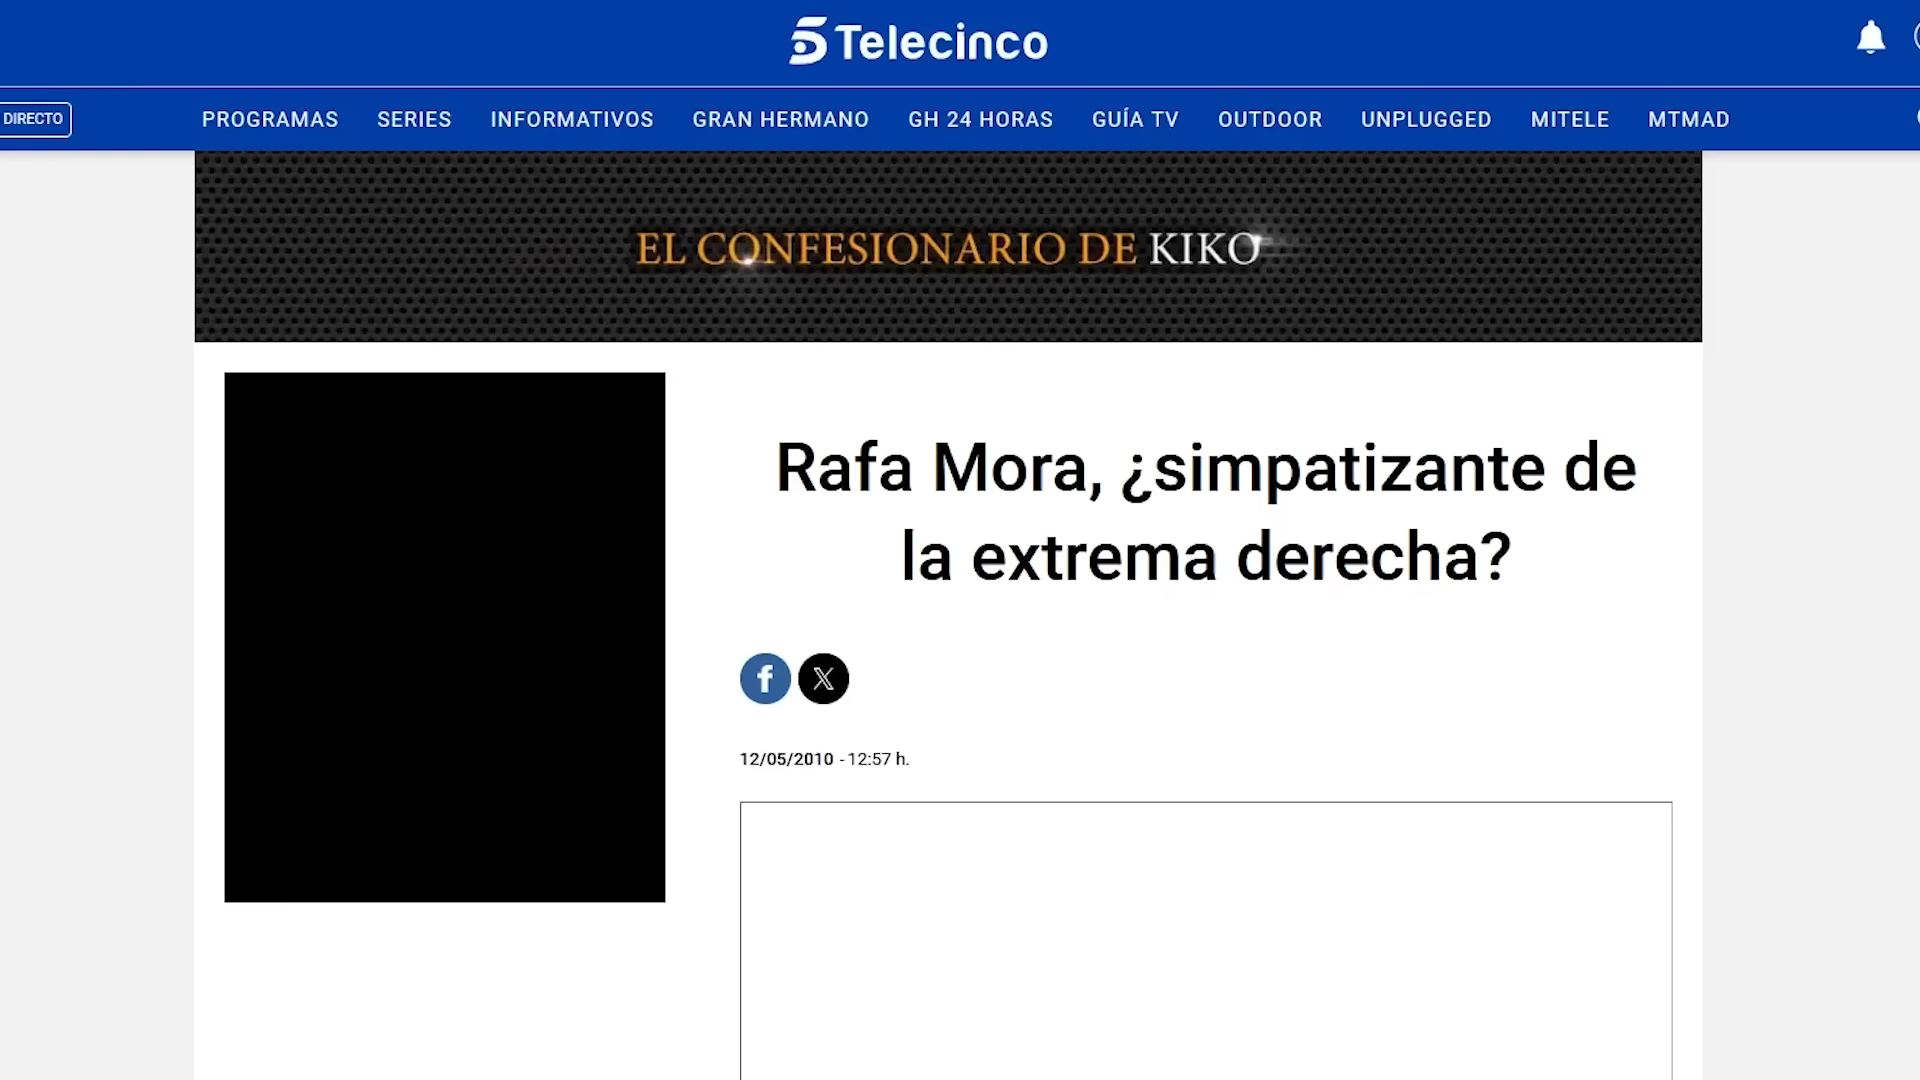 Telecinco
DIRECTO
PROGRAMAS SERIES INFORMATIVOS GRAN HERMANO GH 24 HORAS GUÍA TV OUTDOOR UNPLUGGED MITELE MTMAD
EL CONFESIONARIO DE KIKO
Rafa Mora, ¿simpatizante de
la extrema derecha?
12/05/2010 - 12:57 h.